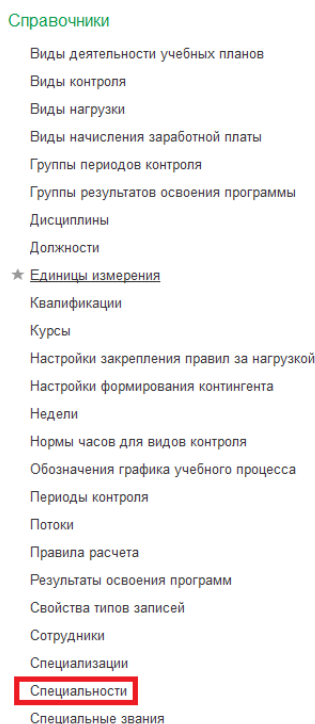 Справочники
Виды деятельности учебных планов
Виды контроля
Виды нагрузки
Виды начисления заработной платы
Группы периодов контроля
Группы результатов освоения программы
Дисциплины
Должности
Единицы измерения
Квалификации
Курсы
Настройки закрепления правил за нагрузкой
Настройки формирования контингента
Недели
Нормы часов для видов контроля
Обозначения графика учебного процесса
Периоды контроля
Потоки
Правила расчета
Результаты освоения программ
Свойства типов записей
Сотрудники
Специализации
Специальности
Специальные звания